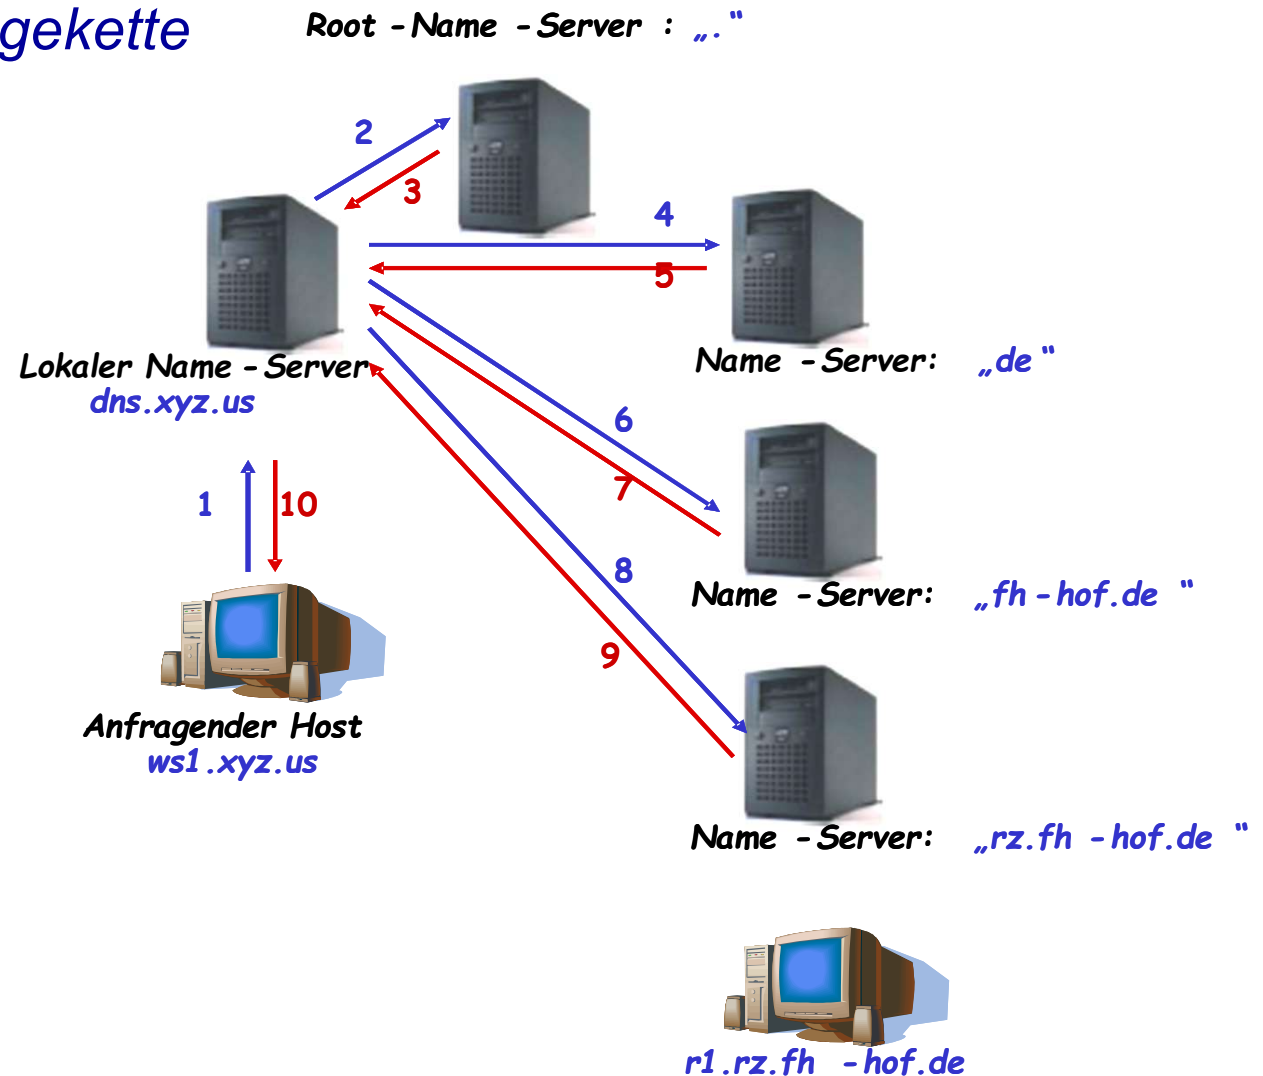 gekette
Root - Name - Server : „.“
2
3
4
5
Lokaler Name - Server
dns.xyz.us
Name - Server: „de“
6
7
1
10
8
Name - Server: „fh - hof.de “
9
Anfragender Host
ws1.xyz.us
Name - Server: „rz.fh - hof.de “
r1.rz.fh - hof.de